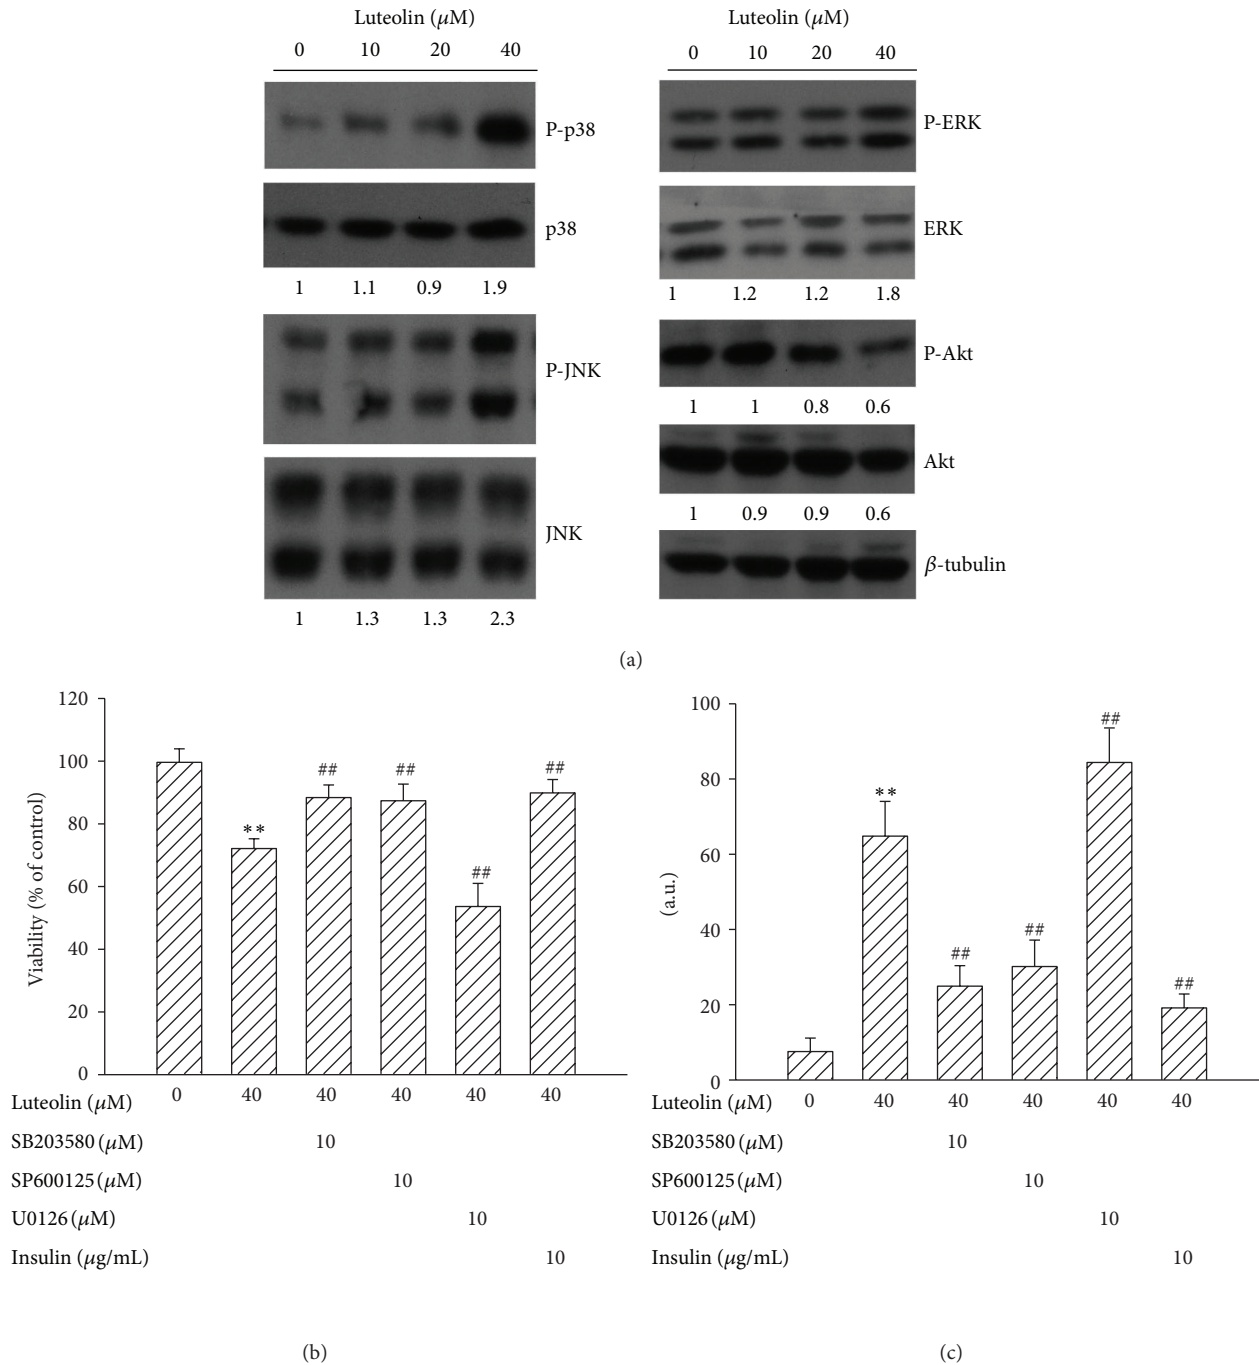 Luteolin (μM)
0 10 20 40
P-p38
p38
1 1.1 0.9 1.9
P-JNK
JNK
1 1.3 1.3 2.3
Luteolin (μM)
0 10 20 40
P-ERK
ERK
1 1.2 1.2 1.8
P-Akt
1 1 0.8 0.6
Akt
1 0.9 0.9 0.6
β-tubulin
(a)
120
100
80
60
40
20
0
Viability (% of control)
**
##
##
##
##
Luteolin (μM) 0 40 40 40 40 40
SB203580 (μM) 10
SP600125 (μM) 10
U0126 (μM) 10
Insulin (μg/mL) 10
(b)
100
80
60
40
20
0
(a.u.)
**
##
##
##
##
Luteolin (μM) 0 40 40 40 40 40
SB203580 (μM) 10
SP600125 (μM) 10
U0126 (μM) 10
Insulin (μg/mL) 10
(c)